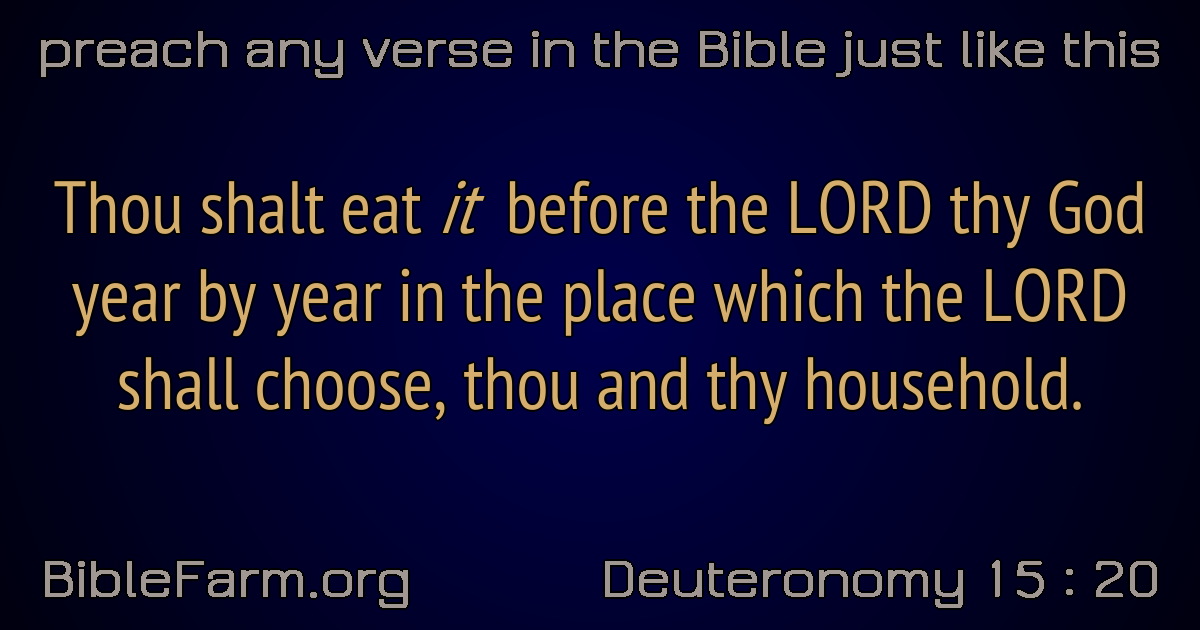 preach any verse in the Bible just like this
Thou shalt eat it before the LORD thy God
year by year in the place which the LORD
shall choose, thou and thy household.
BibleFarm.org
Deuteronomy 15 : 20